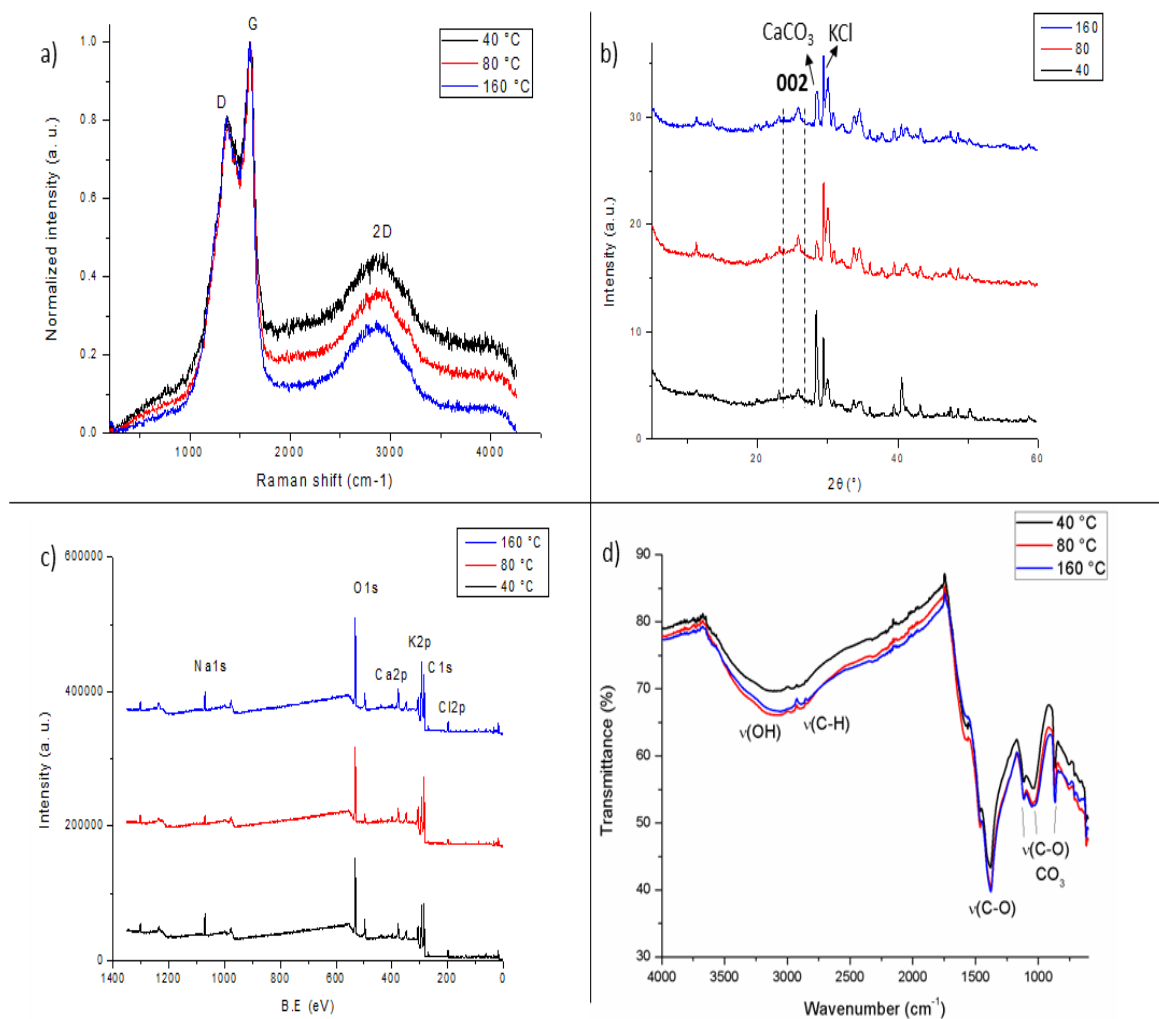 a)
G
D
2D
40 °C
80 °C
160 °C
1.0
0.8
0.6
0.4
0.2
0.0
Normalized intensity (a. u.)
1000 2000 3000 4000
Raman shift (cm-1)
b)
CaCO3
KCl
002
160
80
40
30
20
10
0
Intensity (a.u.)
20 40 60
2θ (°)
c)
160 °C
80 °C
40 °C
O1s
K2p
Na1s
Ca2p
C1s
Cl2p
600000
400000
200000
0
Intensity (a. u.)
1400 1200 1000 800 600 400 200 0
B.E (eV)
d)
40 °C
80 °C
160 °C
90
80
70
60
50
40
30
Transmittance (%)
ν(OH)
ν(C-H)
ν(C-O)
CO3
ν(C-O)
4000 3500 3000 2500 2000 1500 1000
Wavenumber (cm-1)